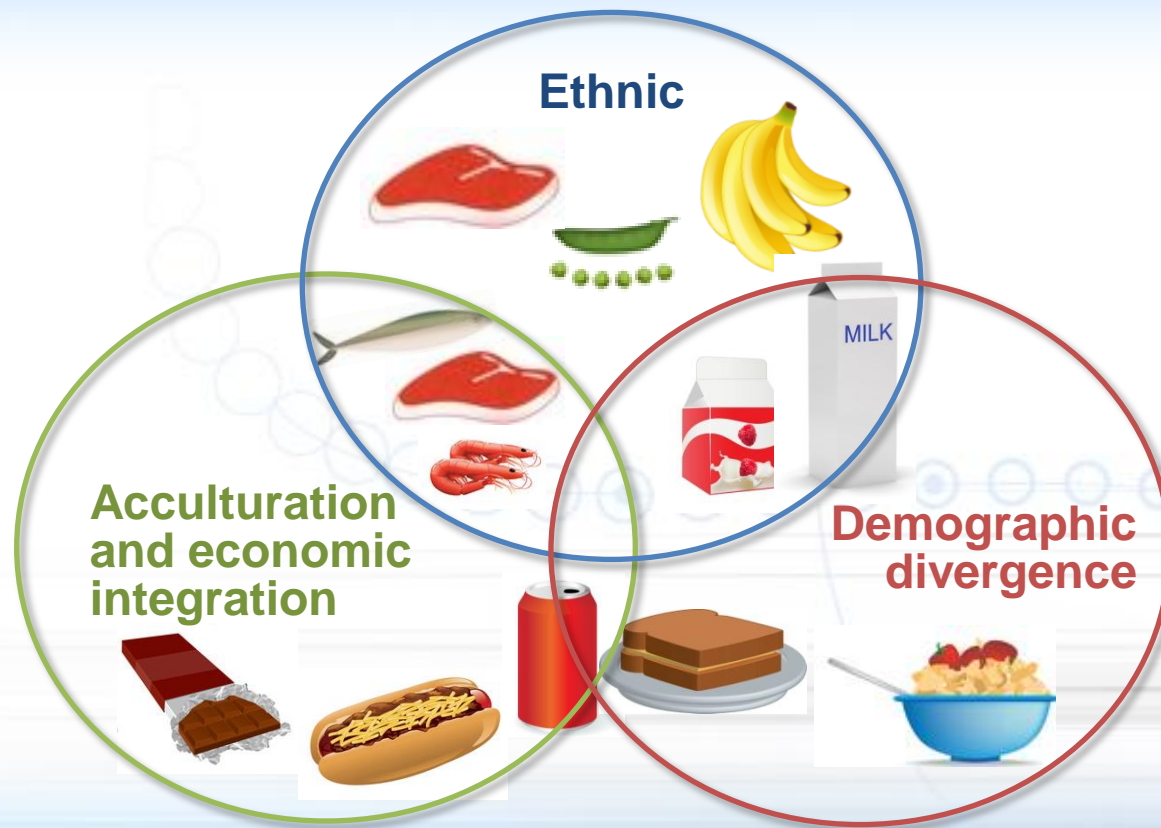 Ethnic
MILK
Acculturation
and economic
integration
Demographic
divergence